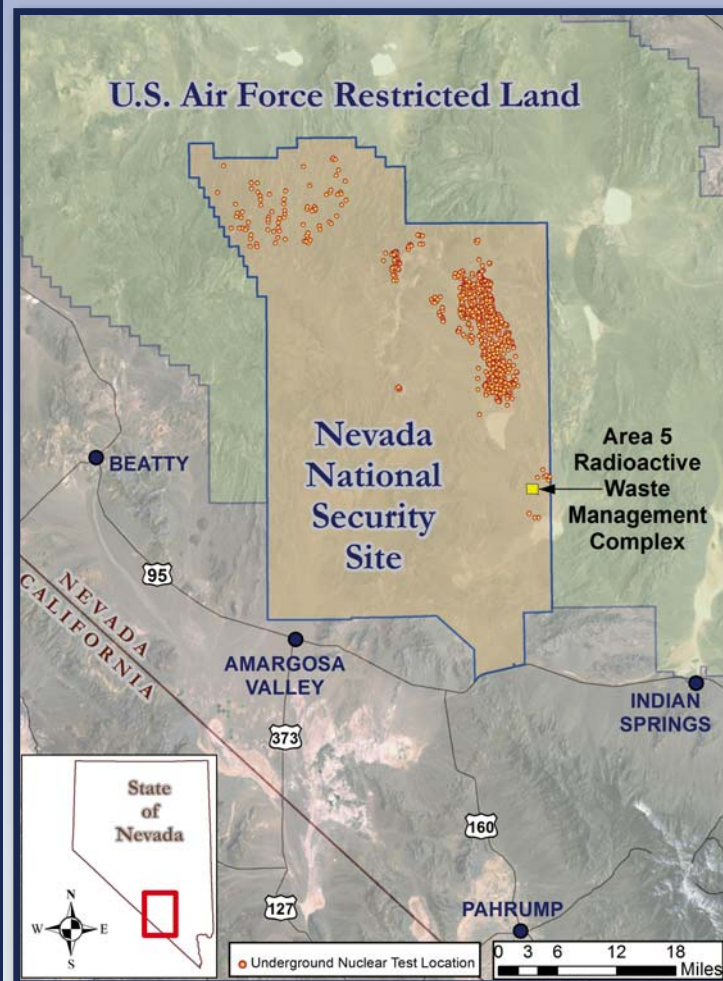 U.S. Air Force Restricted Land
Nevada
National
Security
Site
Area 5
Radioactive
Waste
Management
Complex
BEATTY
95
NEVADA
CALIFORNIA
AMARGOSA
VALLEY
INDIAN
SPRINGS
373
160
127
PAHRUMP
State
of
Nevada
N
W
E
S
Underground Nuclear Test Location
0 3 6 12 18
Miles